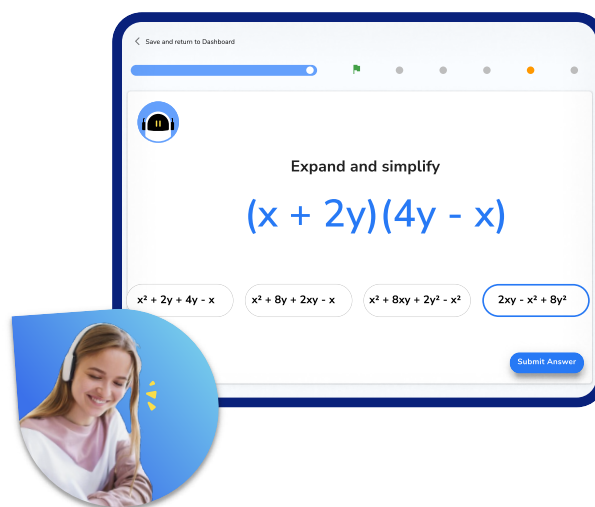 Save and return to Dashboard
Expand and simplify
(x + 2y)(4y - x)
x² + 2y + 4y - x
x² + 8y + 2xy - x
x² + 8xy + 2y² - x²
2xy - x² + 8y²
Submit Answer